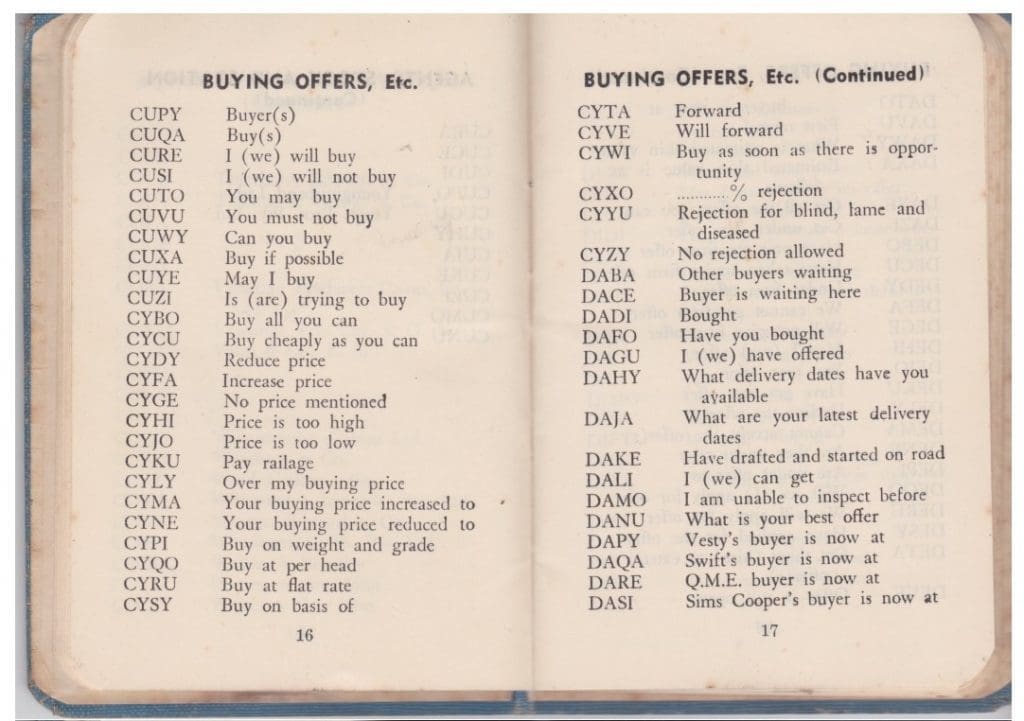 BUYING OFFERS, Etc.
CUPY Buyer(s)
CUQA Buy(s)
CURE I (we) will buy
CUSI I (we) will not buy
CUTO You may buy
CUVU You must not buy
CUWY Can you buy
CUXA Buy if possible
CUYE May I buy
CUZI Is (are) trying to buy
CYBO Buy all you can
CYCU Buy cheaply as you can
CYDY Reduce price
CYFA Increase price
CYGE No price mentioned
CYHI Price is too high
CYJO Price is too low
CYKU Pay railage
CYLY Over my buying price
CYMA Your buying price increased to
CYNE Your buying price reduced to
CYPI Buy on weight and grade
CYQO Buy at per head
CYRU Buy at flat rate
CYSY Buy on basis of
16
BUYING OFFERS, Etc. (Continued)
CYTA Forward
CYVE Will forward
CYWI Buy as soon as there is oppor-
tunity
CYXO ............% rejection
CYYU Rejection for blind, lame and
diseased
CYZY No rejection allowed
DABA Other buyers waiting
DACE Buyer is waiting here
DADI Bought
DAFO Have you bought
DAGU I (we) have offered
DAHY What delivery dates have you
available
DAJA What are your latest delivery
dates
DAKE Have drafted and started on road
DALI I (we) can get
DAMO I am unable to inspect before
DANU What is your best offer
DAPY Vesty's buyer is now at
DAQA Swift's buyer is now at
DARE Q.M.E. buyer is now at
DASI Sims Cooper's buyer is now at
17